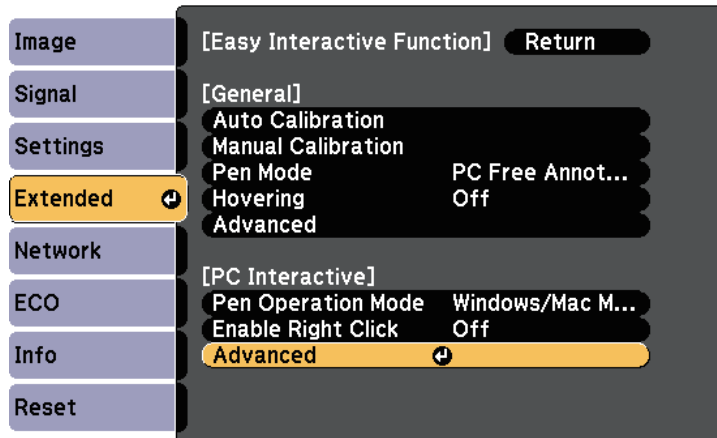 Image
Signal
Settings
Extended
Network
ECO
Info
Reset
[Easy Interactive Function] Return
[General]
Auto Calibration
Manual Calibration
Pen Mode PC Free Annot...
Hovering Off
Advanced
[PC Interactive]
Pen Operation Mode Windows/Mac M...
Enable Right Click Off
Advanced